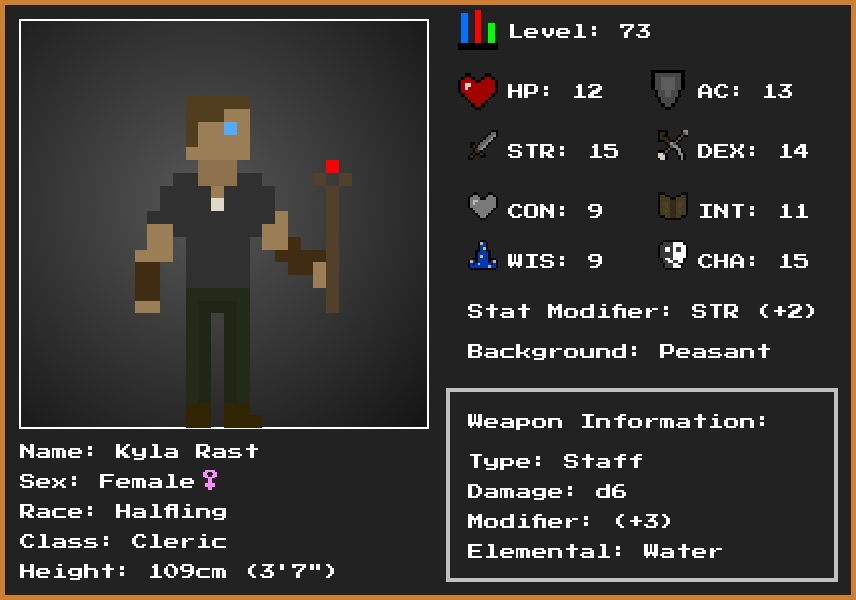 Level: 73
HP: 12
AC: 13
STR: 15
DEX: 14
CON: 9
INT: 11
WIS: 9
CHA: 15
Stat Modifier: STR (+2)
Background: Peasant
Weapon Information:
Type: Staff
Damage: d6
Modifier: (+3)
Elemental: Water
Name: Kyla Rast
Sex: Female♀
Race: Halfling
Class: Cleric
Height: 109cm (3'7")